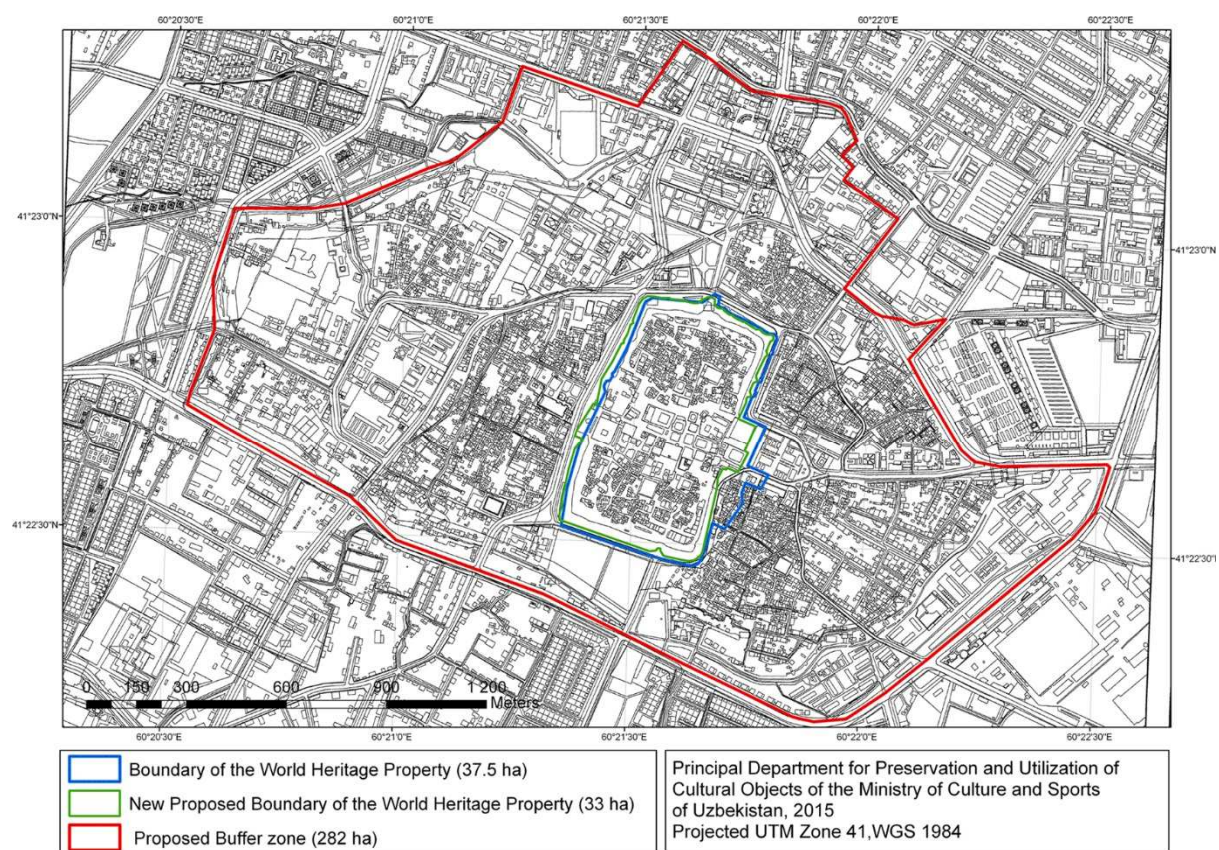 60°20'30"E 60°21'0"E 60°21'30"E 60°22'0"E 60°22'30"E
41°23'0"N
41°23'0"N
41°22'30"N
41°22'30"N
0 150 300 600 900 1 200
Meters
60°20'30"E 60°21'0"E 60°21'30"E 60°22'0"E 60°22'30"E
Boundary of the World Heritage Property (37.5 ha)
New Proposed Boundary of the World Heritage Property (33 ha)
Proposed Buffer zone (282 ha)
Principal Department for Preservation and Utilization of
Cultural Objects of the Ministry of Culture and Sports
of Uzbekistan, 2015
Projected UTM Zone 41,WGS 1984